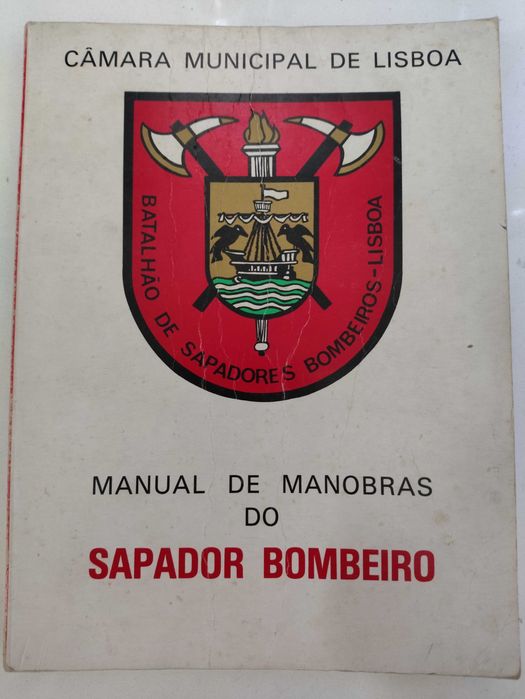 CÂMARA MUNICIPAL DE LISBOA
BATALHÃO DE SAPADORES BOMBEIROS-LISBOA
MANUAL DE MANOBRAS
DO
SAPADOR BOMBEIRO